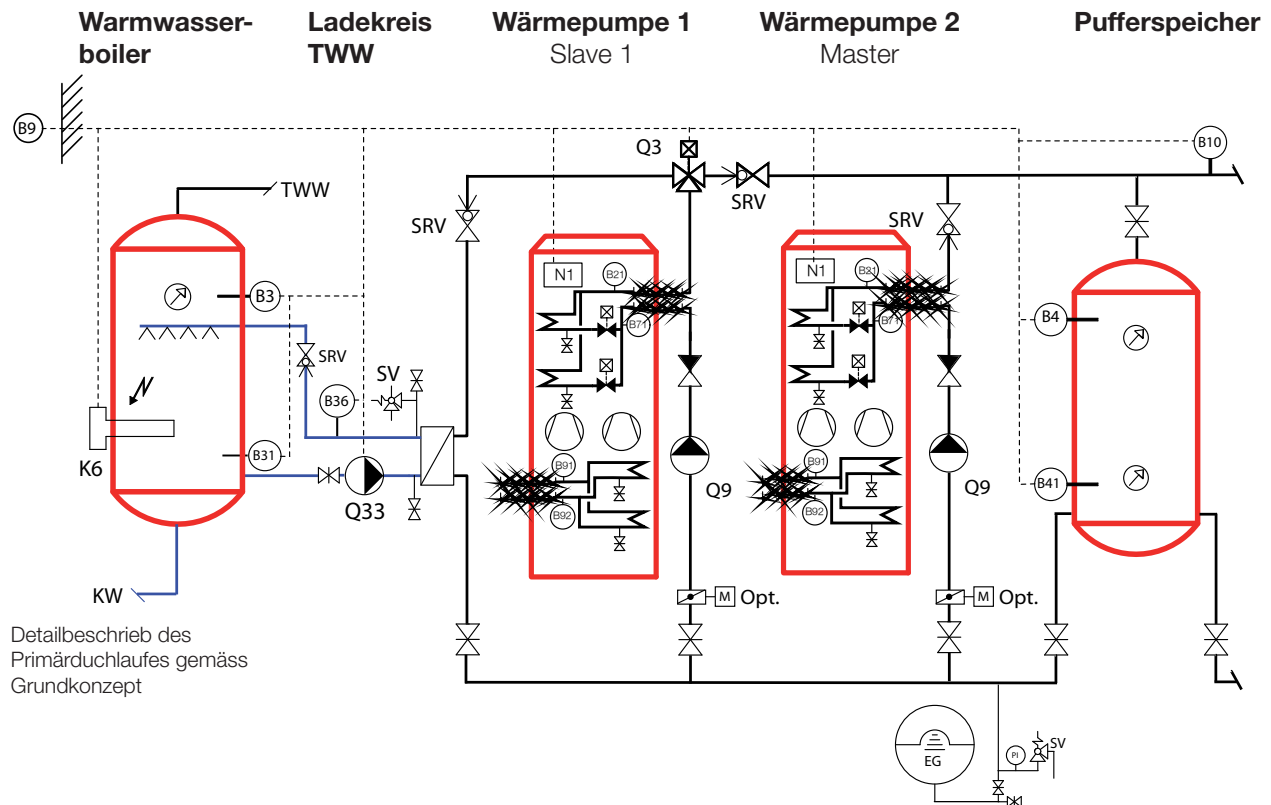 Warmwasser-
boiler
Ladekreis
TWW
Wärmepumpe 1
Slave 1
Wärmepumpe 2
Master
Pufferspeicher
B9
Q3
B10
TWW
SRV
SRV
SRV
N1
B21
N1
B21
B3
B71
B71
B4
SRV
SV
B36
K6
B31
B91
B91
B41
Q33
Q9
Q9
B92
B92
KW
M
Opt.
M
Opt.
Detailbeschrieb des
Primärduchlaufes gemäss
Grundkonzept
EG
PI
SV